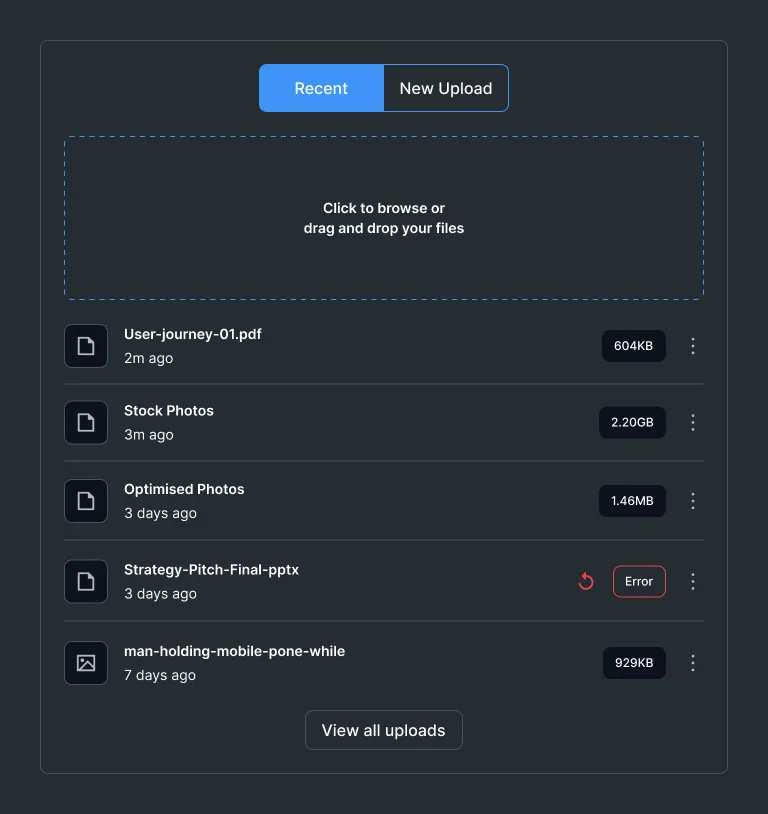 Recent
New Upload
Click to browse or
drag and drop your files
User-journey-01.pdf
2m ago
604KB
Stock Photos
3m ago
2.20GB
Optimised Photos
3 days ago
1.46MB
Strategy-Pitch-Final-pptx
3 days ago
Error
man-holding-mobile-pone-while
7 days ago
929KB
View all uploads